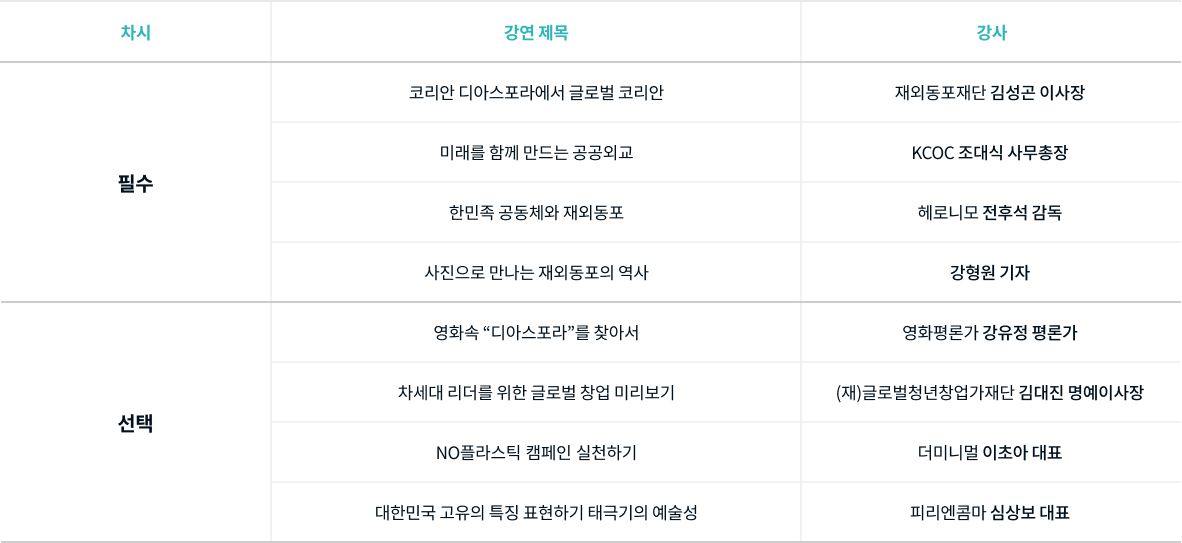 차시 강연 제목 강사
코리안 디아스포라에서 글로벌 코리안 재외동포재단 김성곤 이사장
미래를 함께 만드는 공공외교 KCOC 조대식 사무총장
필수
한민족 공동체와 재외동포 헤로니모 전후석 감독
사진으로 만나는 재외동포의 역사 강형원 기자
영화속 “디아스포라”를 찾아서 영화평론가 강유정 평론가
차세대 리더를 위한 글로벌 창업 미리보기 (재)글로벌청년창업가재단 김대진 명예이사장
선택
NO플라스틱 캠페인 실천하기 더미니멀 이초아 대표
대한민국 고유의 특징 표현하기 태극기의 예술성 피리엔콤마 심상보 대표